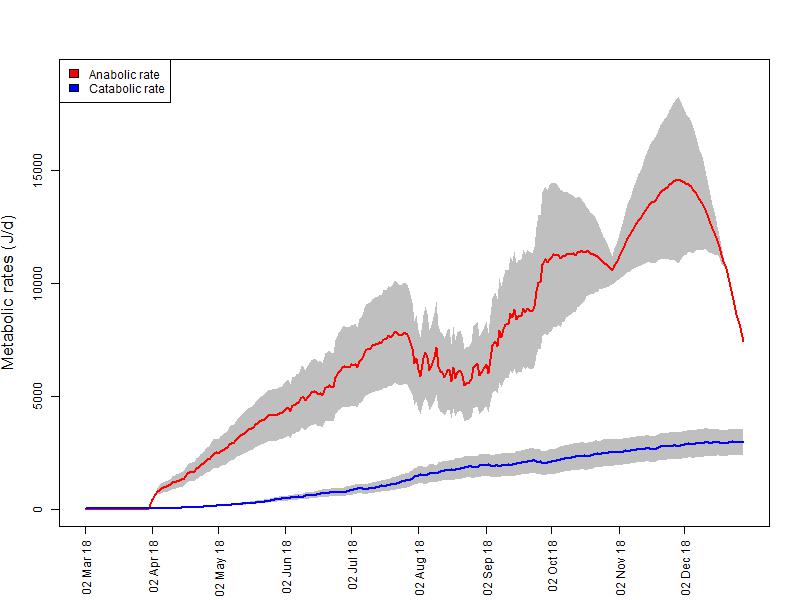 Anabolic rate
Catabolic rate
Metabolic rates (J/d)
15000
10000
5000
0
02 Mar 18
02 Apr 18
02 May 18
02 Jun 18
02 Jul 18
02 Aug 18
02 Sep 18
02 Oct 18
02 Nov 18
02 Dec 18